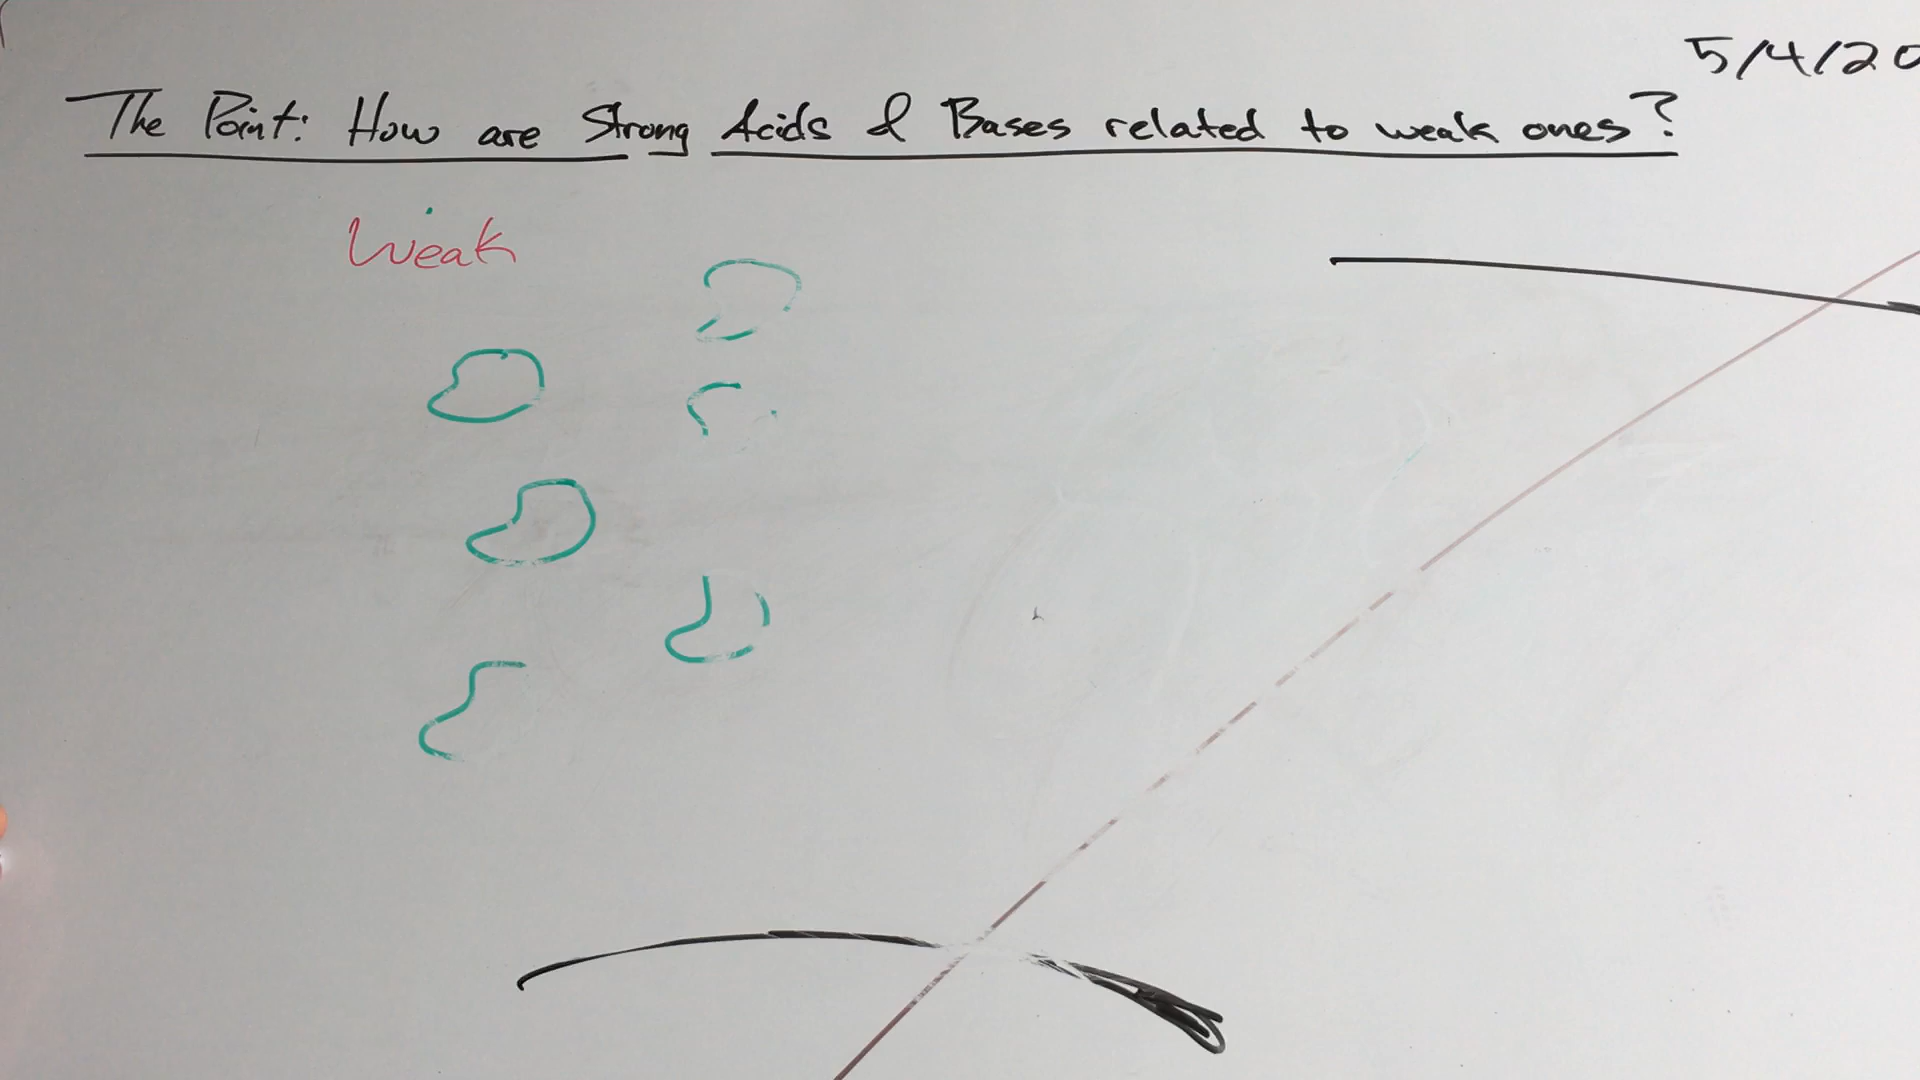 5/4/20
The Point: How are Strong Acids & Bases related to weak ones?
Weak